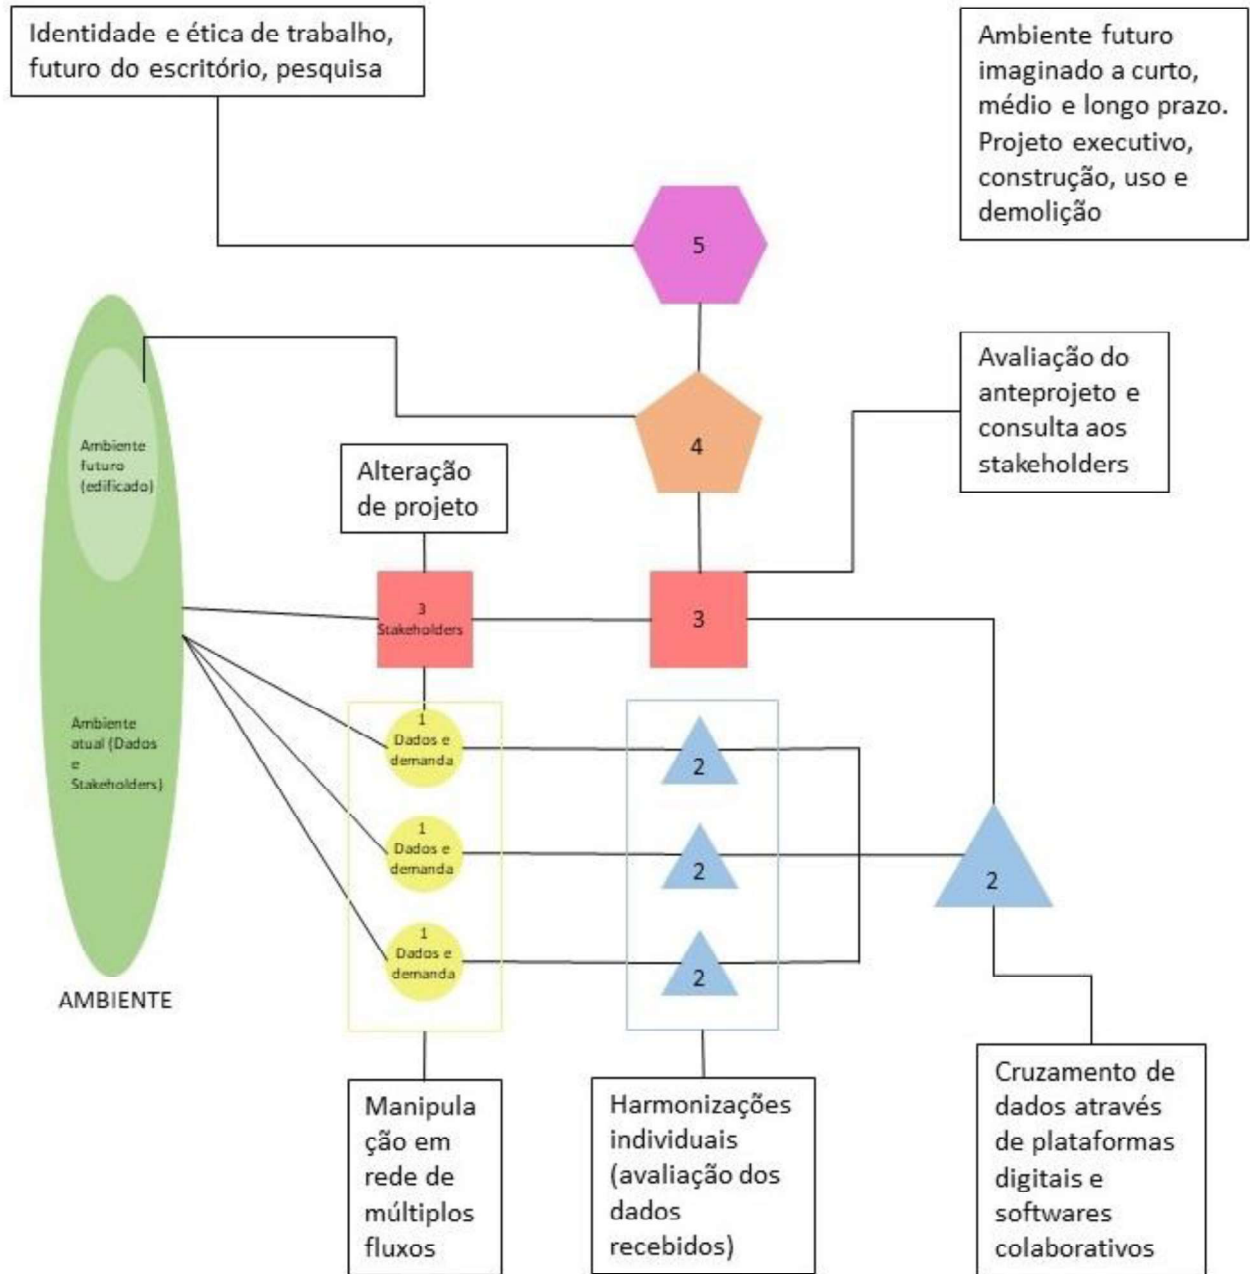 Identidade e ética de trabalho,
futuro do escritório, pesquisa
Ambiente futuro
imaginado a curto,
médio e longo prazo.
Projeto executivo,
construção, uso e
demolição
5
Avaliação do
anteprojeto e
consulta aos
stakeholders
4
Ambiente
futuro
(edificado)
Alteração
de projeto
3
Stakeholders
3
Ambiente
atual (Dados
e
Stakeholders)
AMBIENTE
1
Dados e
demanda
2
1
Dados e
demanda
2
2
1
Dados e
demanda
2
Manipula
ção em
rede de
múltiplos
fluxos
Harmonizações
individuais
(avaliação dos
dados
recebidos)
Cruzamento de
dados através
de plataformas
digitais e
softwares
colaborativos